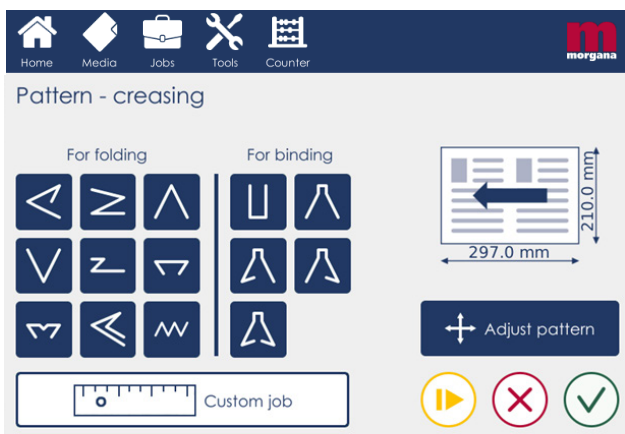 Home Media Jobs Tools Counter
morgana
Pattern - creasing
For folding For binding
210.0 mm
297.0 mm
Adjust pattern
Custom job